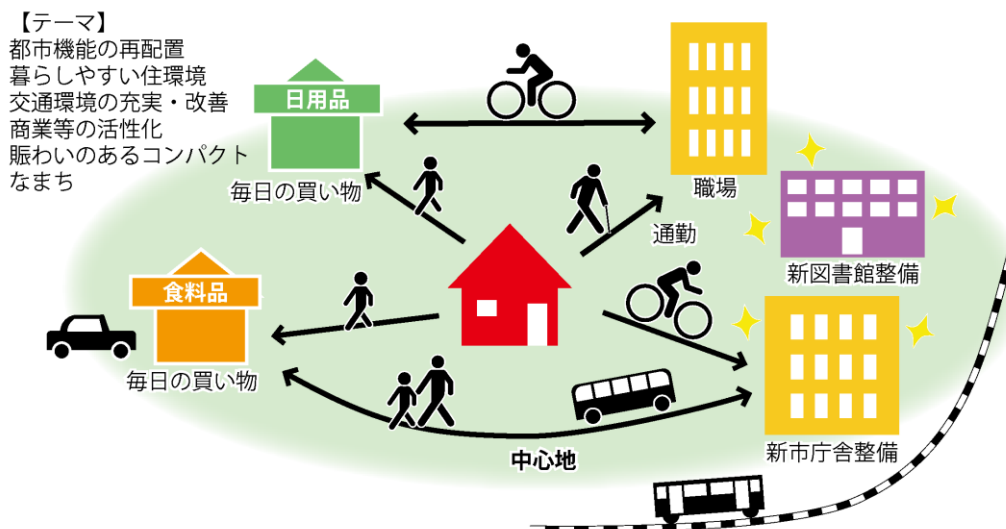 【テーマ】
都市機能の再配置
暮らしやすい住環境
交通環境の充実・改善
商業等の活性化
賑わいのあるコンパクト
なまち
日用品
毎日の買い物
職場
通勤
新図書館整備
食料品
毎日の買い物
新市庁舎整備
中心地